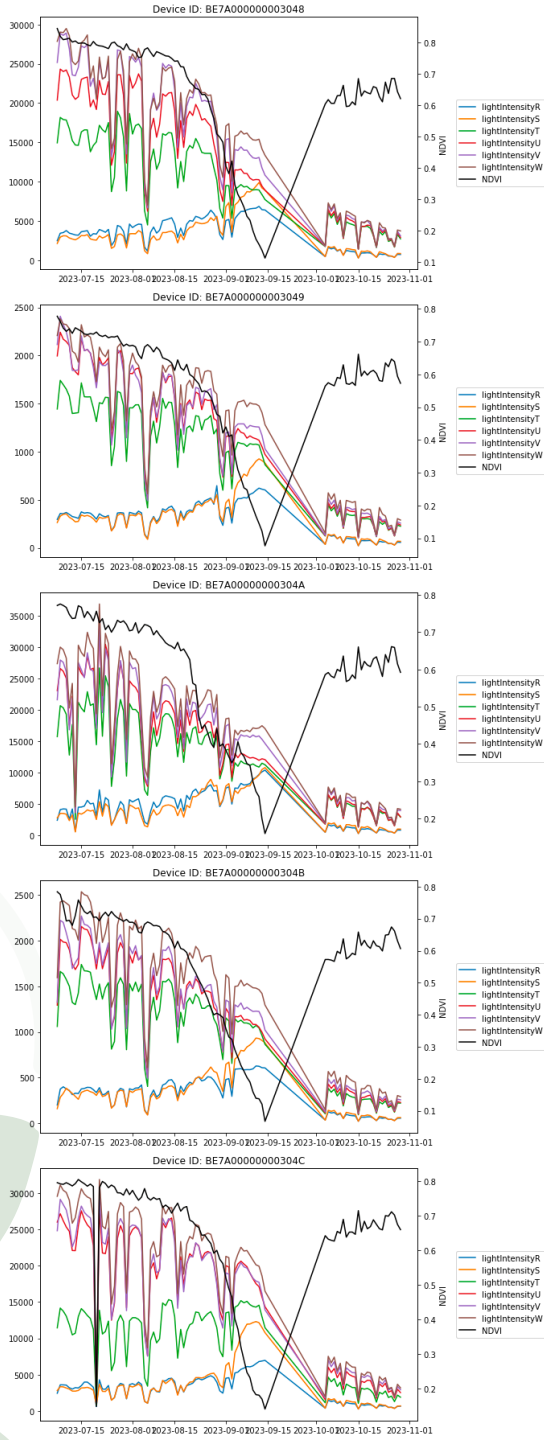 Device ID: BE7A000000003048
30000
25000
20000
15000
10000
5000
0
0.8
0.7
0.6
0.5
0.4
0.3
0.2
0.1
NDVI
lightIntensityR
lightIntensityS
lightIntensityT
lightIntensityU
lightIntensityV
lightIntensityW
NDVI
2023-07-15 2023-08-01 2023-08-15 2023-09-01 2023-09-15 2023-10-01 2023-10-15 2023-11-01
Device ID: BE7A000000003049
2500
2000
1500
1000
500
0
0.8
0.7
0.6
0.5
0.4
0.3
0.2
0.1
NDVI
lightIntensityR
lightIntensityS
lightIntensityT
lightIntensityU
lightIntensityV
lightIntensityW
NDVI
2023-07-15 2023-08-01 2023-08-15 2023-09-01 2023-09-15 2023-10-01 2023-10-15 2023-11-01
Device ID: BE7A00000000304A
35000
30000
25000
20000
15000
10000
5000
0
0.8
0.7
0.6
0.5
0.4
0.3
0.2
NDVI
lightIntensityR
lightIntensityS
lightIntensityT
lightIntensityU
lightIntensityV
lightIntensityW
NDVI
2023-07-15 2023-08-01 2023-08-15 2023-09-01 2023-09-15 2023-10-01 2023-10-15 2023-11-01
Device ID: BE7A00000000304B
2500
2000
1500
1000
500
0
0.8
0.7
0.6
0.5
0.4
0.3
0.2
0.1
NDVI
lightIntensityR
lightIntensityS
lightIntensityT
lightIntensityU
lightIntensityV
lightIntensityW
NDVI
2023-07-15 2023-08-01 2023-08-15 2023-09-01 2023-09-15 2023-10-01 2023-10-15 2023-11-01
Device ID: BE7A00000000304C
30000
25000
20000
15000
10000
5000
0
0.8
0.7
0.6
0.5
0.4
0.3
0.2
NDVI
lightIntensityR
lightIntensityS
lightIntensityT
lightIntensityU
lightIntensityV
lightIntensityW
NDVI
2023-07-15 2023-08-01 2023-08-15 2023-09-01 2023-09-15 2023-10-01 2023-10-15 2023-11-01